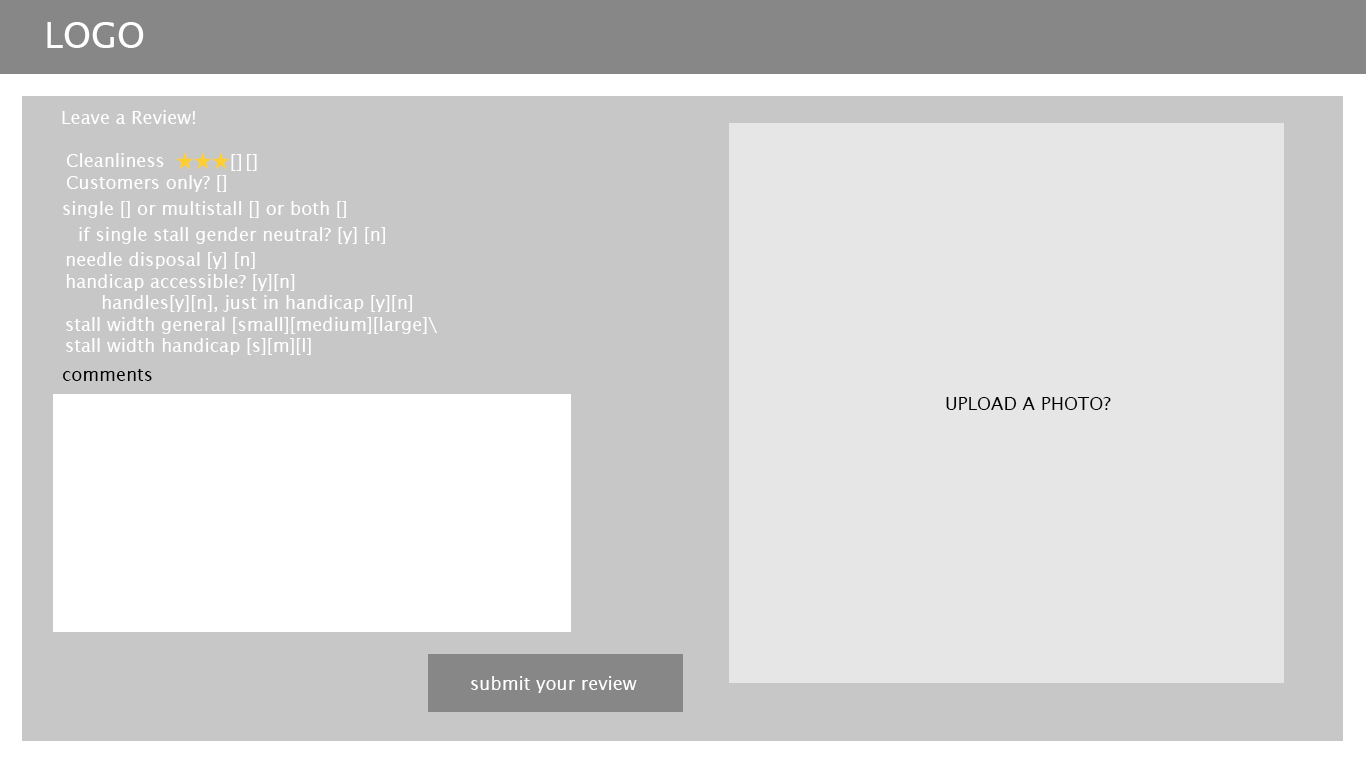 LOGO
Leave a Review!
Cleanliness ★★★[] []
Customers only? []
single [] or multistall [] or both []
if single stall gender neutral? [y] [n]
needle disposal [y] [n]
handicap accessible? [y][n]
handles[y][n], just in handicap [y][n]
stall width general [small][medium][large]\
stall width handicap [s][m][l]
comments
submit your review
UPLOAD A PHOTO?